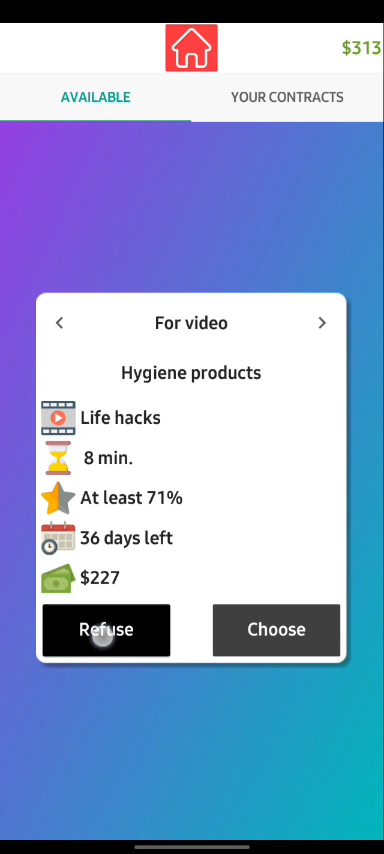 $313
AVAILABLE
YOUR CONTRACTS
For video
Hygiene products
Life hacks
8 min.
At least 71%
36 days left
$227
Refuse
Choose